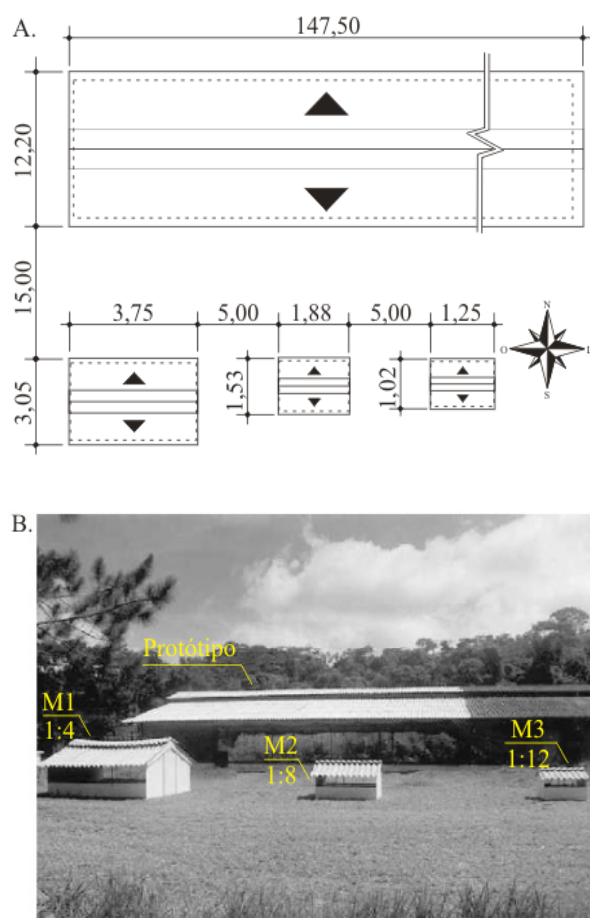 A.
147,50
12,20
15,00
3,75
5,00
1,88
5,00
1,25
3,05
1,53
1,02
N
O
L
S
B.
Protótipo
M1
1:4
M2
1:8
M3
1:12